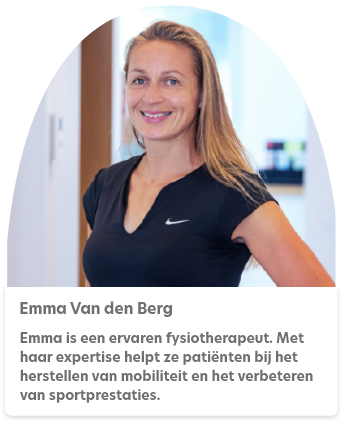 Emma Van den Berg
Emma is een ervaren fysiotherapeut. Met
haar expertise helpt ze patiënten bij het
herstellen van mobiliteit en het verbeteren
van sportprestaties.